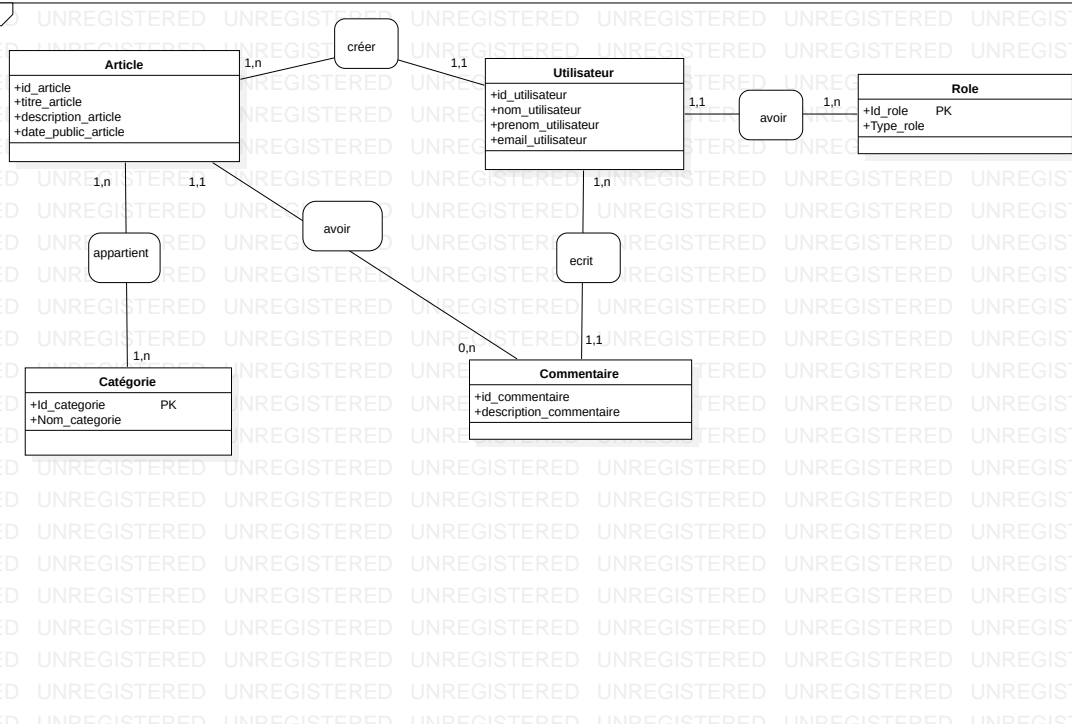 créer
Article
+id_article
+titre_article
+description_article
+date_public_article
1,n
1,1
Utilisateur
+id_utilisateur
+nom_utilisateur
+prenom_utilisateur
+email_utilisateur
1,1
avoir
1,n
Role
+Id_role PK
+Type_role
1,n
1,1
1,n
avoir
appartient
ecrit
1,n
0,n
1,1
Catégorie
+Id_categorie PK
+Nom_categorie
Commentaire
+id_commentaire
+description_commentaire
UNREGISTERED